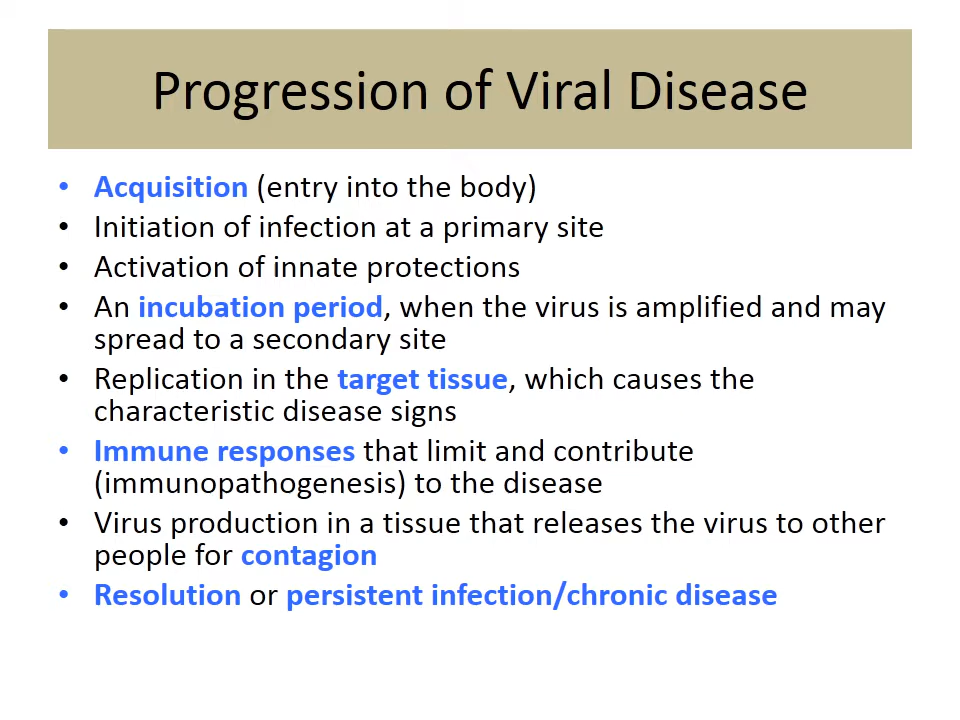 Progression of Viral Disease
• Acquisition (entry into the body)
• Initiation of infection at a primary site
• Activation of innate protections
• An incubation period, when the virus is amplified and may
spread to a secondary site
• Replication in the target tissue, which causes the
characteristic disease signs
• Immune responses that limit and contribute
(immunopathogenesis) to the disease
• Virus production in a tissue that releases the virus to other
people for contagion
• Resolution or persistent infection/chronic disease